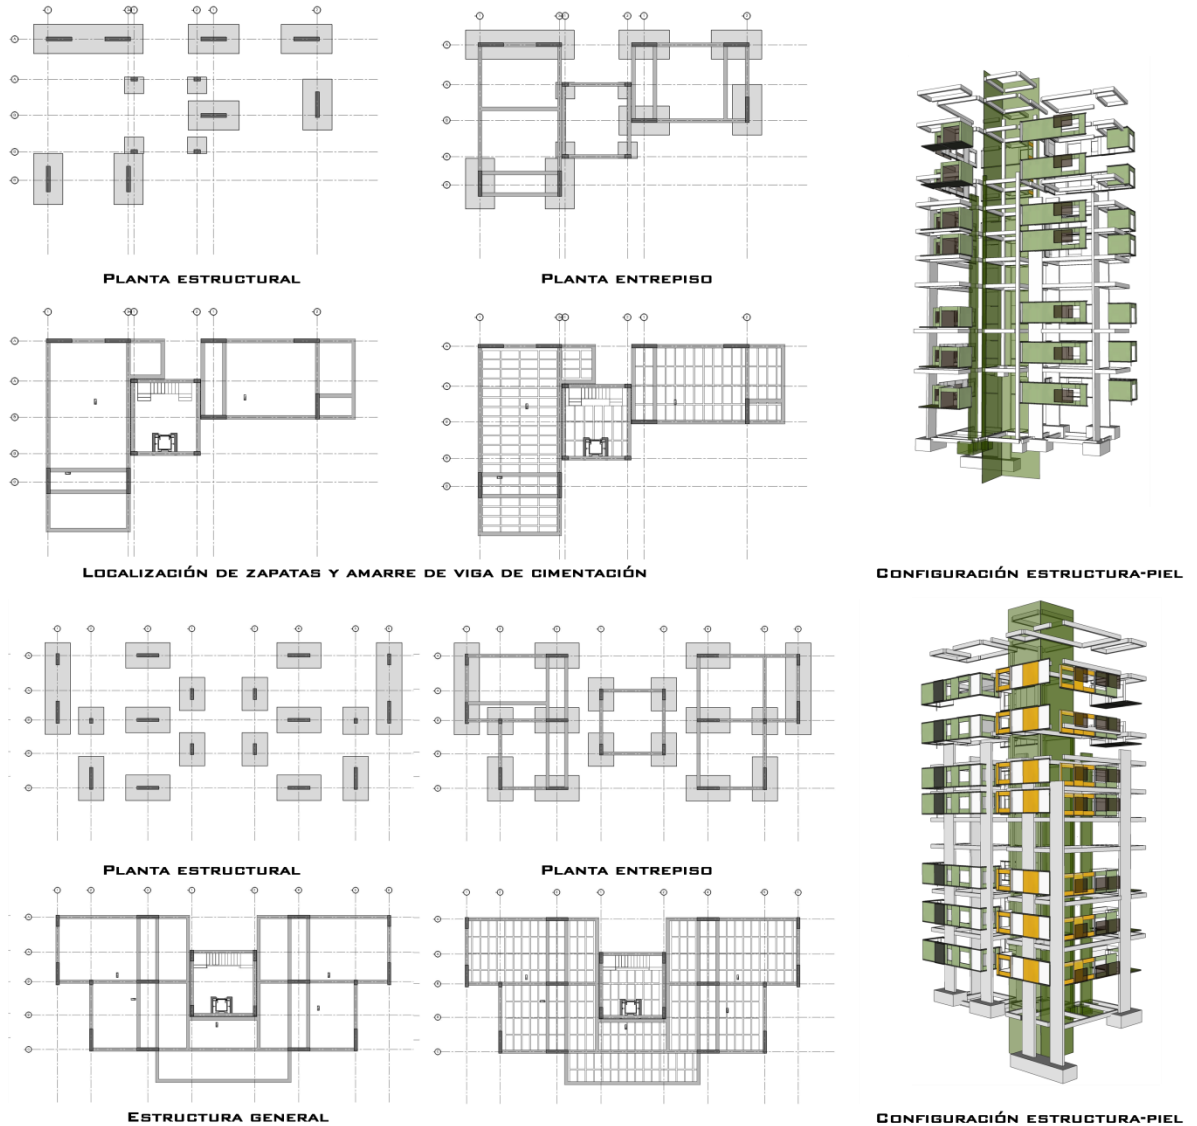 PLANTA ESTRUCTURAL
PLANTA ENTREPISO
LOCALIZACIÓN DE ZAPATAS Y AMARRE DE VIGA DE CIMENTACIÓN
CONFIGURACIÓN ESTRUCTURA-PIEL
PLANTA ESTRUCTURAL
PLANTA ENTREPISO
ESTRUCTURA GENERAL
CONFIGURACIÓN ESTRUCTURA-PIEL